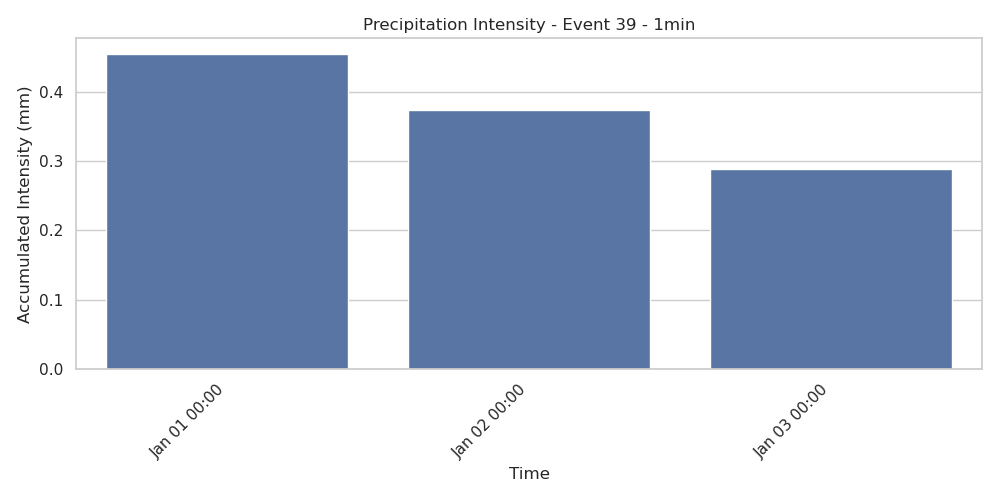 Precipitation Intensity - Event 39 - 1min
Accumulated Intensity (mm)
0.4
0.3
0.2
0.1
0.0
Jan 01 00:00
Jan 02 00:00
Jan 03 00:00
Time